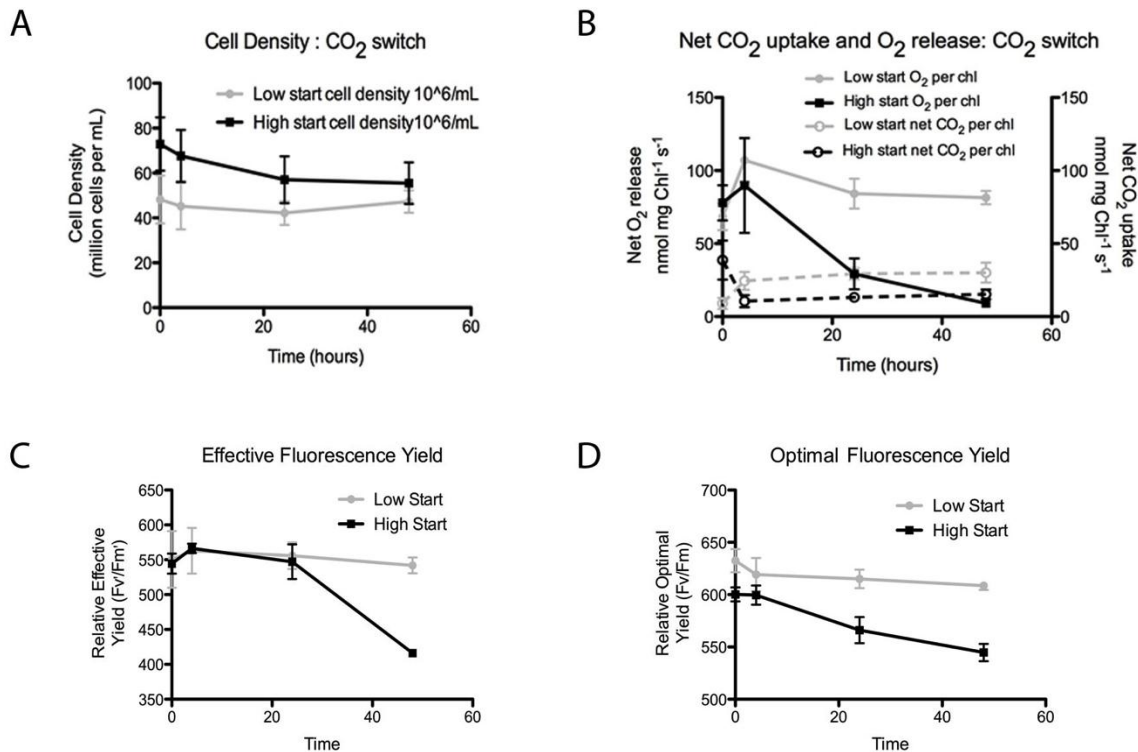 A
Cell Density : CO2 switch
Low start cell density 10^6/mL
High start cell density10^6/mL
Cell Density
(million cells per mL)
100
80
60
40
20
0
0 20 40 60
Time (hours)
B
Net CO2 uptake and O2 release: CO2 switch
Low start O2 per chl
High start O2 per chl
Low start net CO2 per chl
High start net CO2 per chl
Net O2 release
nmol mg Chl-1 s-1
150
100
50
0
150
100
50
0
Net CO2 uptake
nmol mg Chl-1 s-1
0 20 40 60
Time (hours)
C
Effective Fluorescence Yield
Low Start
High Start
Relative Effective
Yield (Fv'/Fm')
650
600
550
500
450
400
350
0 20 40 60
Time
D
Optimal Fluorescence Yield
Low Start
High Start
Relative Optimal
Yield (Fv/Fm)
700
650
600
550
500
0 20 40 60
Time